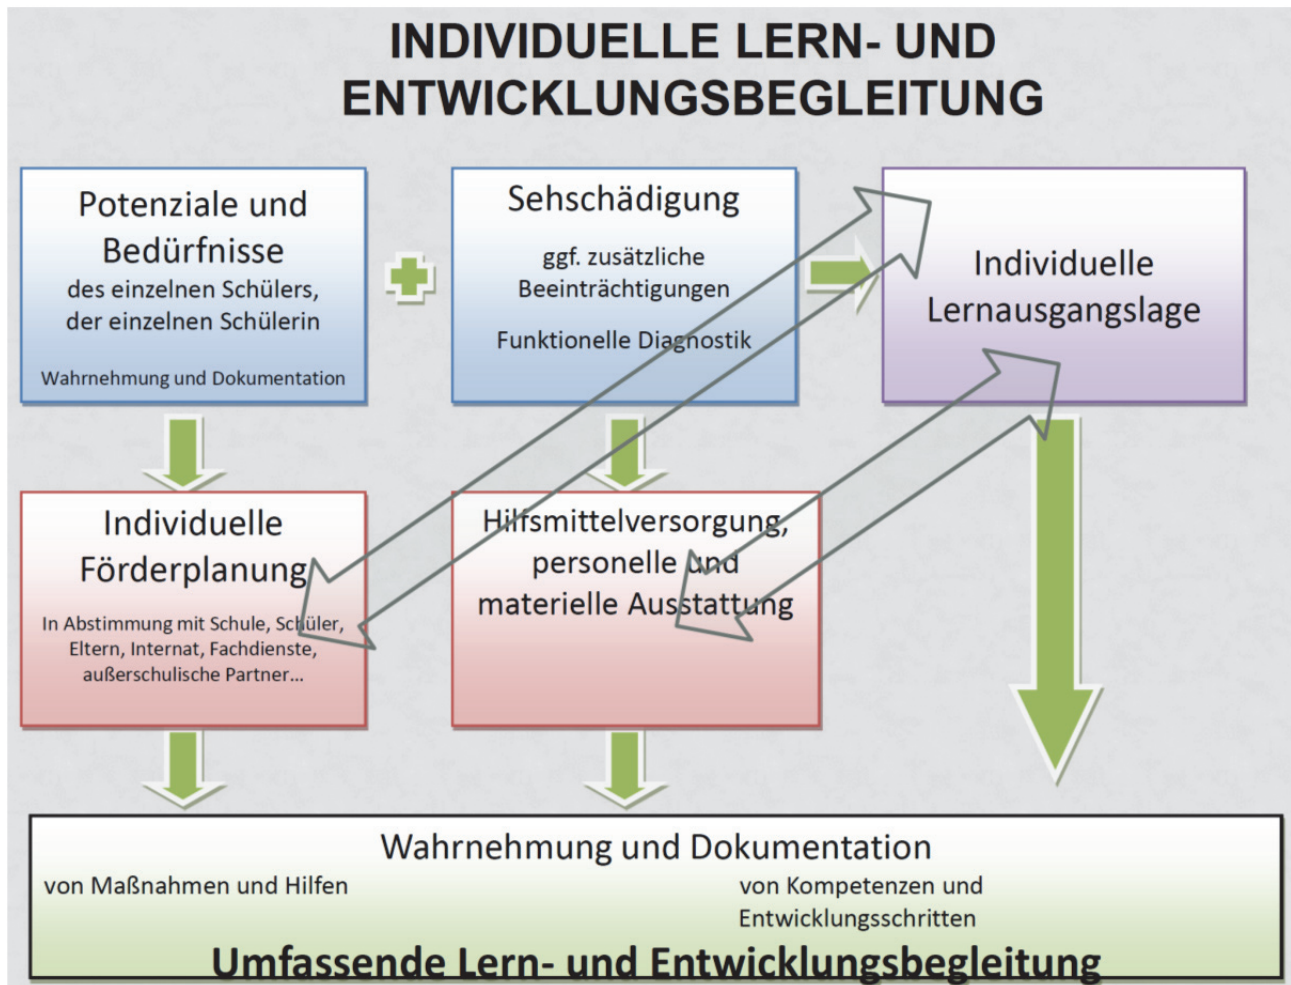 INDIVIDUELLE LERN- UND
ENTWICKLUNGSBEGLEITUNG
Potenziale und
Bedürfnisse
des einzelnen Schülers,
der einzelnen Schülerin
Wahrnehmung und Dokumentation
Sehschädigung
ggf. zusätzliche
Beeinträchtigungen
Funktionelle Diagnostik
Individuelle
Lernausgangslage
Individuelle
Förderplanung
In Abstimmung mit Schule, Schüler,
Eltern, Internat, Fachdienste,
außerschulische Partner...
Hilfsmittelversorgung,
personelle und
materielle Ausstattung
Wahrnehmung und Dokumentation
von Maßnahmen und Hilfen
von Kompetenzen und
Entwicklungsschritten
Umfassende Lern- und Entwicklungsbegleitung